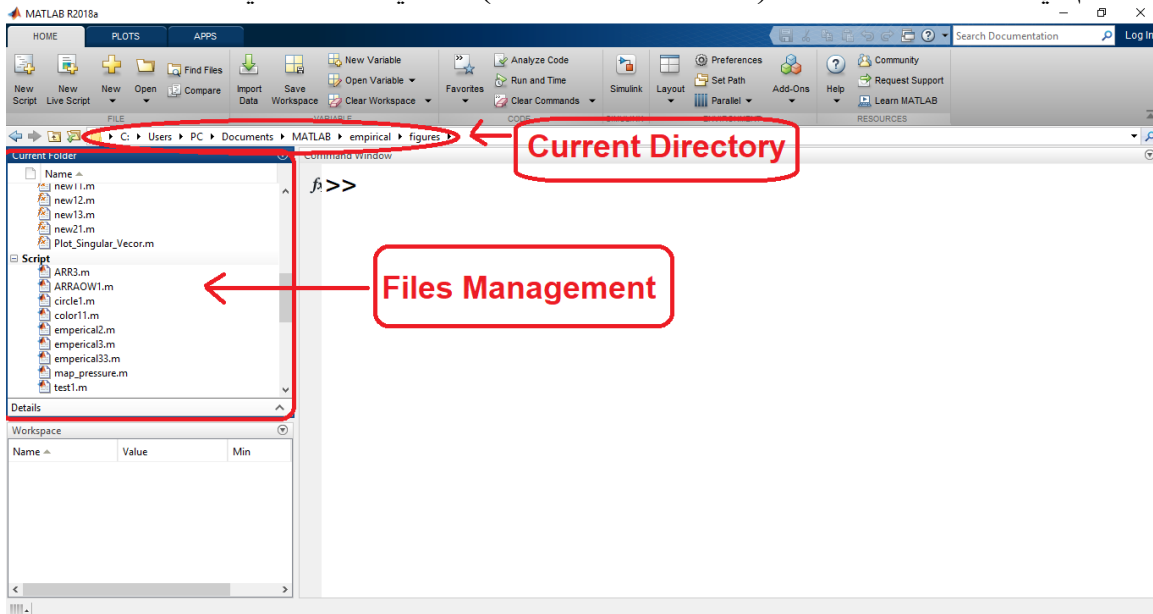 MATLAB R2018a
HOME PLOTS APPS
Search Documentation
Log In
New Script
New Live Script
New
Open
Find Files
Compare
Import Data
Save Workspace
New Variable
Open Variable
Clear Workspace
Favorites
Analyze Code
Run and Time
Clear Commands
Simulink
Layout
Preferences
Set Path
Parallel
Add-Ons
Help
Community
Request Support
Learn MATLAB
FILE VARIABLE CODE SIMULINK ENVIRONMENT RESOURCES
C: Users PC Documents MATLAB empirical figures
Current Directory
Current Folder
Name
new11.m
new12.m
new13.m
new21.m
Plot_Singular_Vecor.m
Script
ARR3.m
ARRAOW1.m
circle1.m
color11.m
emperical2.m
emperical3.m
emperical33.m
map_pressure.m
test1.m
Details
Command Window
fx >>
Files Management
Workspace
Name Value Min